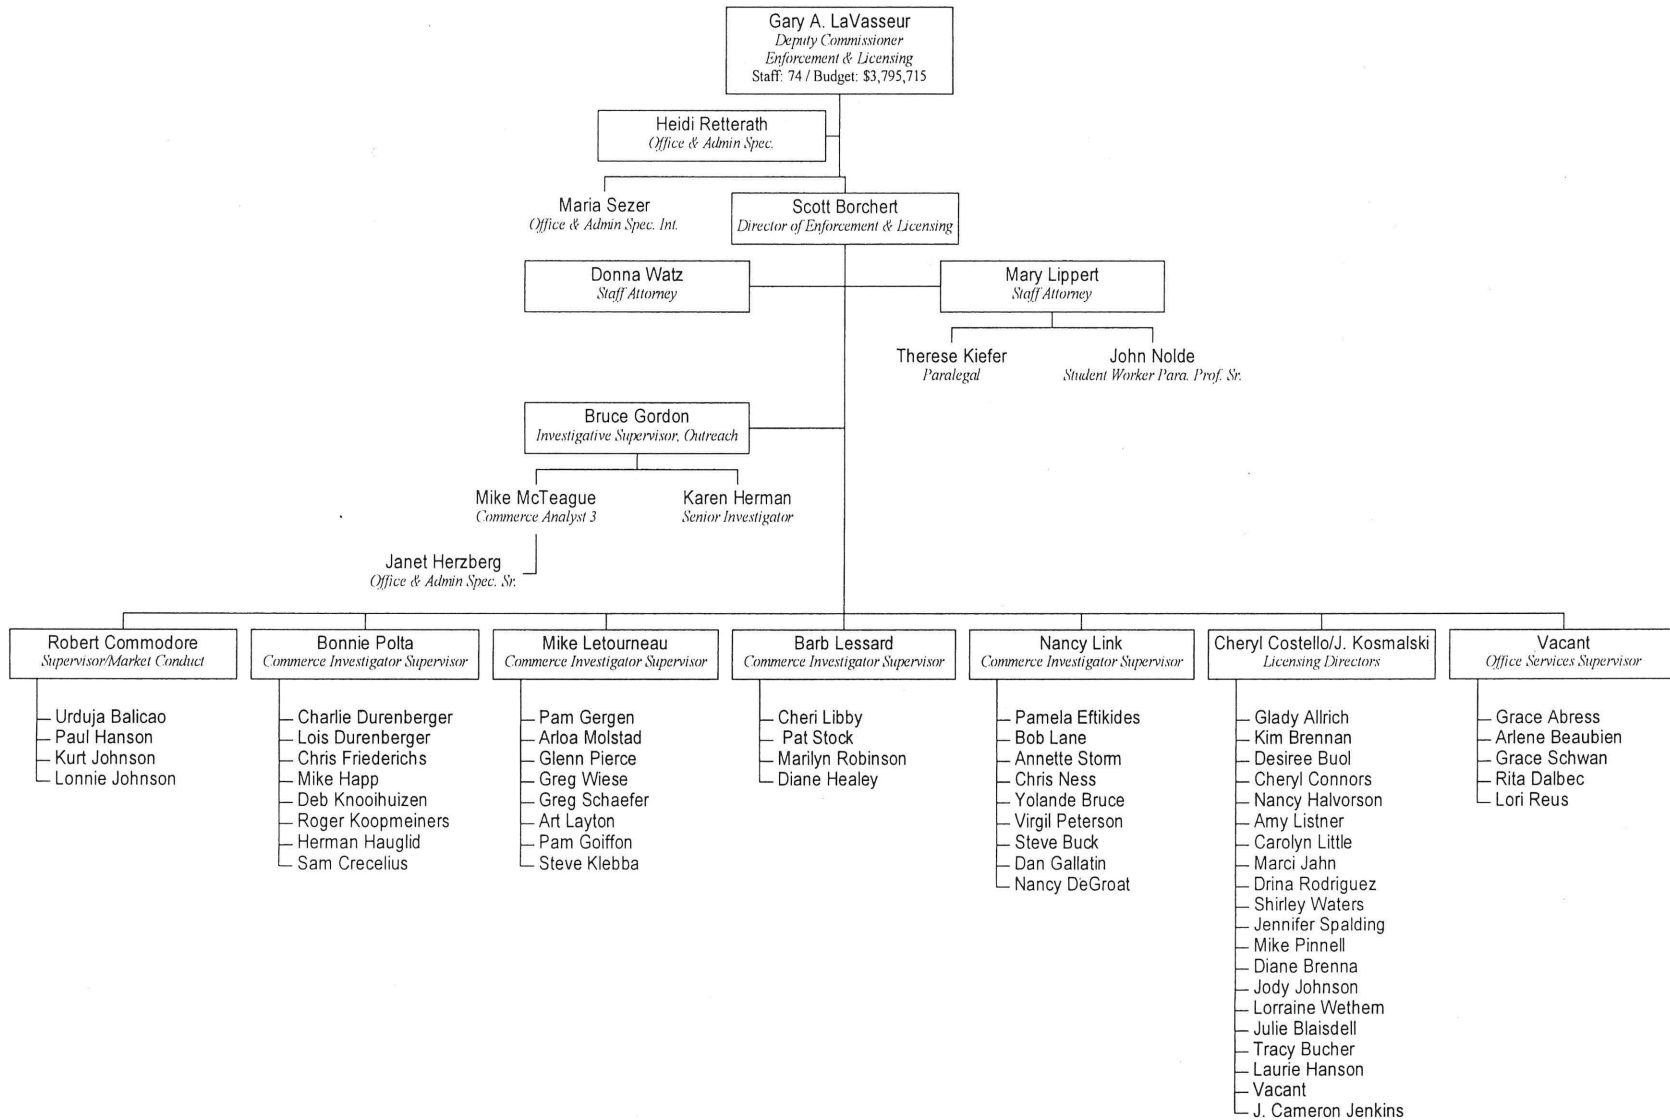 Gary A. LaVasseur
Deputy Commissioner
Enforcement & Licensing
Staff: 74 / Budget: $3,795,715
Heidi Retterath
Office & Admin Spec.
Maria Sezer
Office & Admin Spec. Int.
Scott Borchert
Director of Enforcement & Licensing
Donna Watz
Staff Attorney
Mary Lippert
Staff Attorney
Therese Kiefer
Paralegal
John Nolde
Student Worker Para. Prof. Sr.
Bruce Gordon
Investigative Supervisor, Outreach
Mike McTeague
Commerce Analyst 3
Karen Herman
Senior Investigator
Janet Herzberg
Office & Admin Spec. Sr.
Robert Commodore
Supervisor/Market Conduct
Urduja Balicao
Paul Hanson
Kurt Johnson
Lonnie Johnson
Bonnie Polta
Commerce Investigator Supervisor
Charlie Durenberger
Lois Durenberger
Chris Friederichs
Mike Happ
Deb Knooihuizen
Roger Koopmeiners
Herman Hauglid
Sam Crecelius
Mike Letourneau
Commerce Investigator Supervisor
Pam Gergen
Arloa Molstad
Glenn Pierce
Greg Wiese
Greg Schaefer
Art Layton
Pam Goiffon
Steve Klebba
Barb Lessard
Commerce Investigator Supervisor
Cheri Libby
Pat Stock
Marilyn Robinson
Diane Healey
Nancy Link
Commerce Investigator Supervisor
Pamela Eftikides
Bob Lane
Annette Storm
Chris Ness
Yolande Bruce
Virgil Peterson
Steve Buck
Dan Gallatin
Nancy DeGroat
Cheryl Costello/J. Kosmalski
Licensing Directors
Glady Allrich
Kim Brennan
Desiree Buol
Cheryl Connors
Nancy Halvorson
Amy Listner
Carolyn Little
Marci Jahn
Drina Rodriguez
Shirley Waters
Jennifer Spalding
Mike Pinnell
Diane Brenna
Jody Johnson
Lorraine Wethem
Julie Blaisdell
Tracy Bucher
Laurie Hanson
Vacant
J. Cameron Jenkins
Vacant
Office Services Supervisor
Grace Abress
Arlene Beaubien
Grace Schwan
Rita Dalbec
Lori Reus